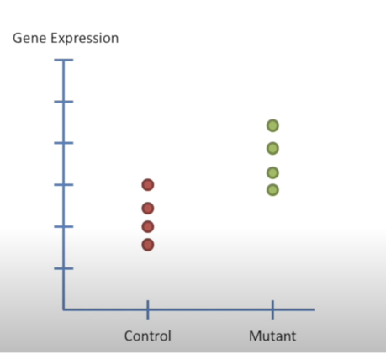 Gene Expression
Control
Mutant